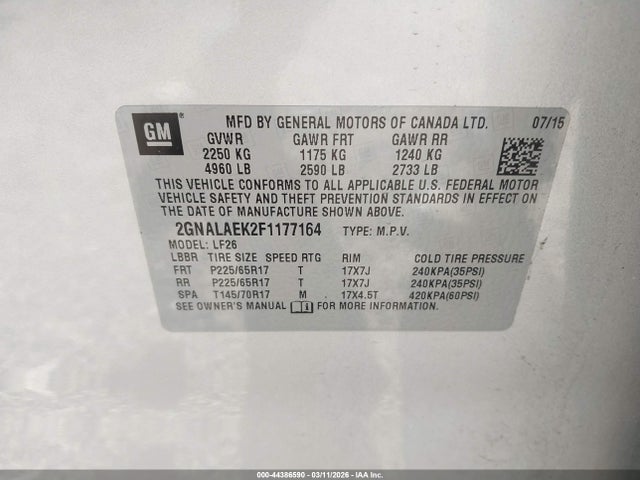 GM
MFD BY GENERAL MOTORS OF CANADA LTD. 07/15
GVWR GAWR FRT GAWR RR
2250 KG 1175 KG 1240 KG
4960 LB 2590 LB 2733 LB
THIS VEHICLE CONFORMS TO ALL APPLICABLE U.S. FEDERAL MOTOR
VEHICLE SAFETY AND THEFT PREVENTION STANDARDS IN EFFECT ON
THE DATE OF MANUFACTURE SHOWN ABOVE.
2GNALAEK2F1177164 TYPE: M.P.V.
MODEL: LF26
LBBR TIRE SIZE SPEED RTG RIM COLD TIRE PRESSURE
FRT P225/65R17 T 17X7J 240KPA(35PSI)
RR P225/65R17 T 17X7J 240KPA(35PSI)
SPA T145/70R17 M 17X4.5T 420KPA(60PSI)
SEE OWNER'S MANUAL FOR MORE INFORMATION.
000-44386590 - 03/11/2026 - IAA Inc.